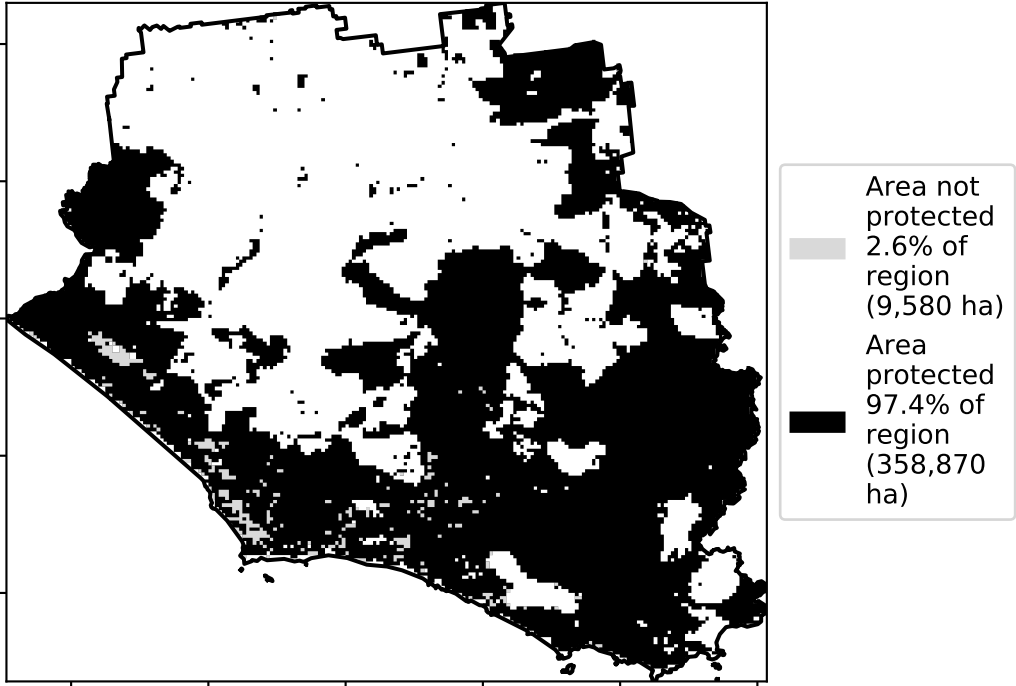 Area not
protected
2.6% of
region
(9,580 ha)
Area
protected
97.4% of
region
(358,870
ha)